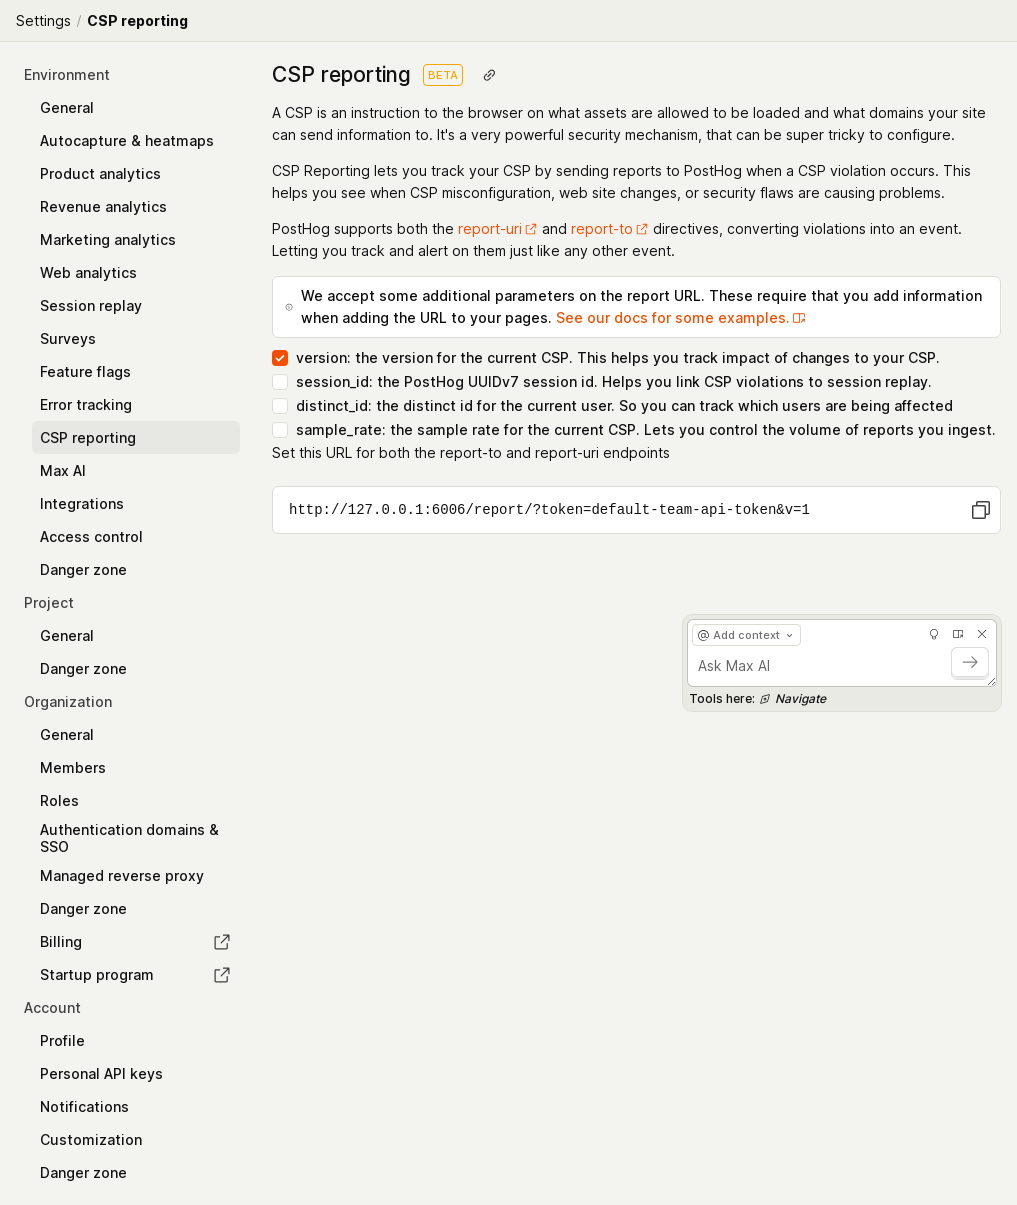 Settings / CSP reporting
Environment
General
Autocapture & heatmaps
Product analytics
Revenue analytics
Marketing analytics
Web analytics
Session replay
Surveys
Feature flags
Error tracking
CSP reporting
Max AI
Integrations
Access control
Danger zone
Project
General
Danger zone
Organization
General
Members
Roles
Authentication domains &
SSO
Managed reverse proxy
Danger zone
Billing
Startup program
Account
Profile
Personal API keys
Notifications
Customization
Danger zone
CSP reporting BETA
A CSP is an instruction to the browser on what assets are allowed to be loaded and what domains your site
can send information to. It's a very powerful security mechanism, that can be super tricky to configure.
CSP Reporting lets you track your CSP by sending reports to PostHog when a CSP violation occurs. This
helps you see when CSP misconfiguration, web site changes, or security flaws are causing problems.
PostHog supports both the report-uri and report-to directives, converting violations into an event.
Letting you track and alert on them just like any other event.
We accept some additional parameters on the report URL. These require that you add information
when adding the URL to your pages. See our docs for some examples.
version: the version for the current CSP. This helps you track impact of changes to your CSP.
session_id: the PostHog UUIDv7 session id. Helps you link CSP violations to session replay.
distinct_id: the distinct id for the current user. So you can track which users are being affected
sample_rate: the sample rate for the current CSP. Lets you control the volume of reports you ingest.
Set this URL for both the report-to and report-uri endpoints
http://127.0.0.1:6006/report/?token=default-team-api-token&v=1
@ Add context
Ask Max AI
Tools here: Navigate